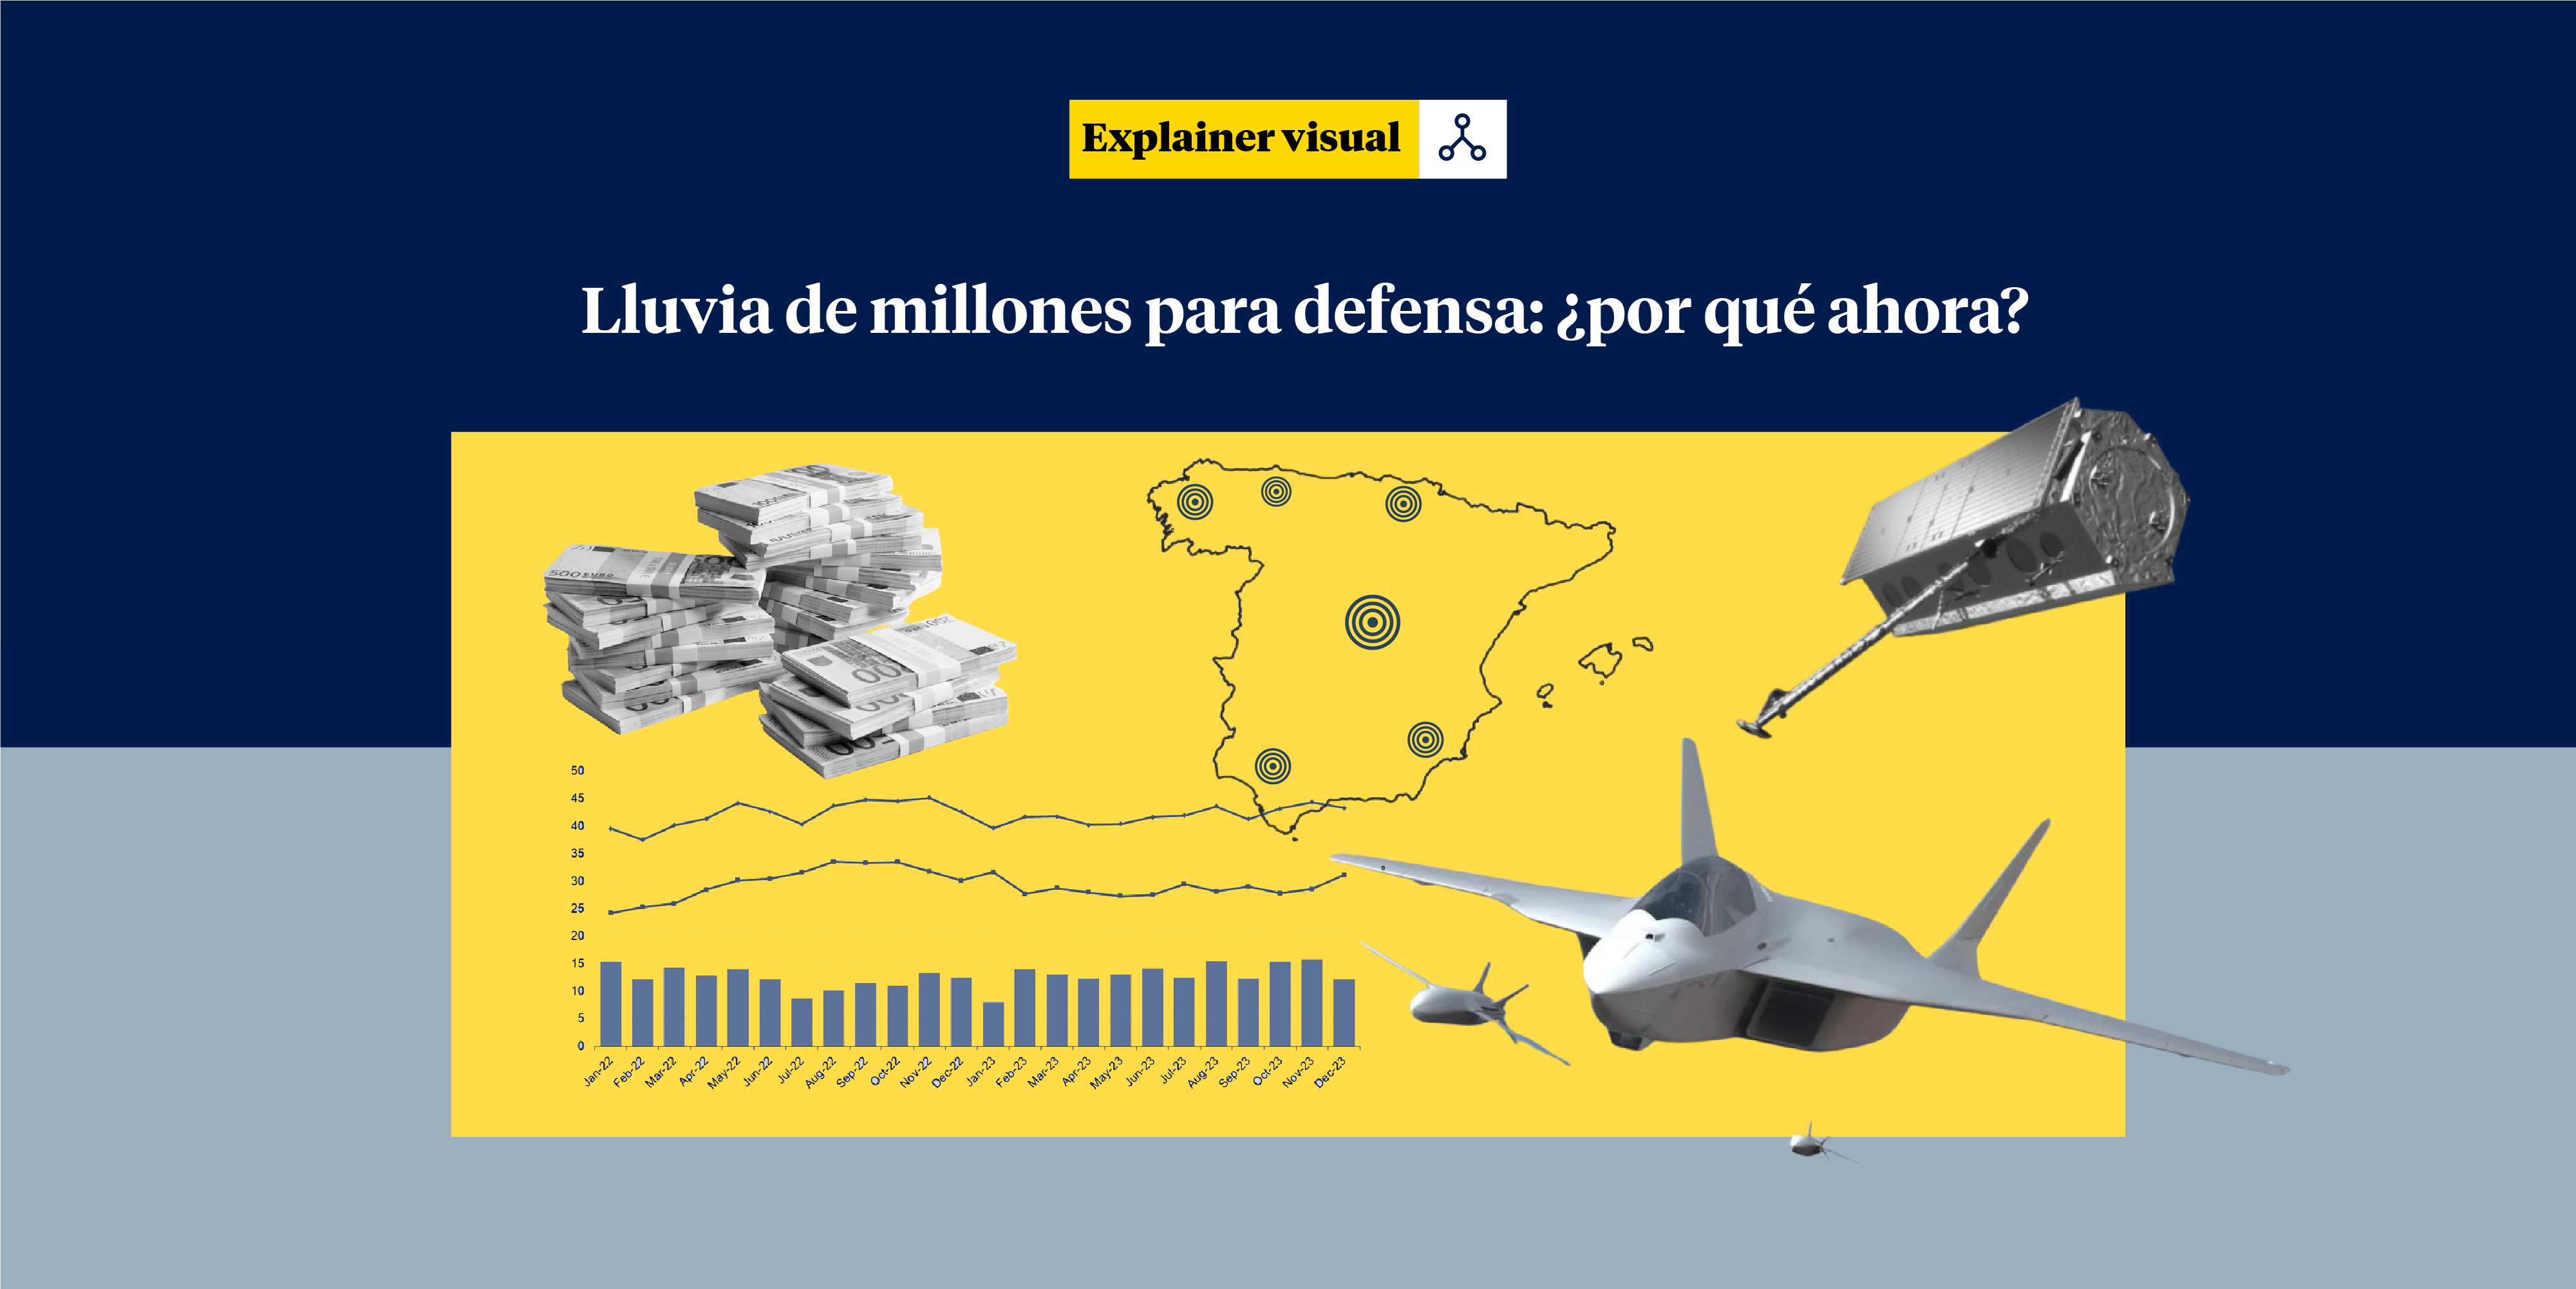 Explainer visual
Lluvia de millones para defensa: ¿por qué ahora?
500 EURO
50
45
40
35
30
25
20
15
10
5
0
Jan-22 Feb-22 Mar-22 Apr-22 May-22 Jun-22 Jul-22 Aug-22 Sep-22 Oct-22 Nov-22 Dec-22 Jan-23 Feb-23 Mar-23 Apr-23 May-23 Jun-23 Jul-23 Aug-23 Sep-23 Oct-23 Nov-23 Dec-23